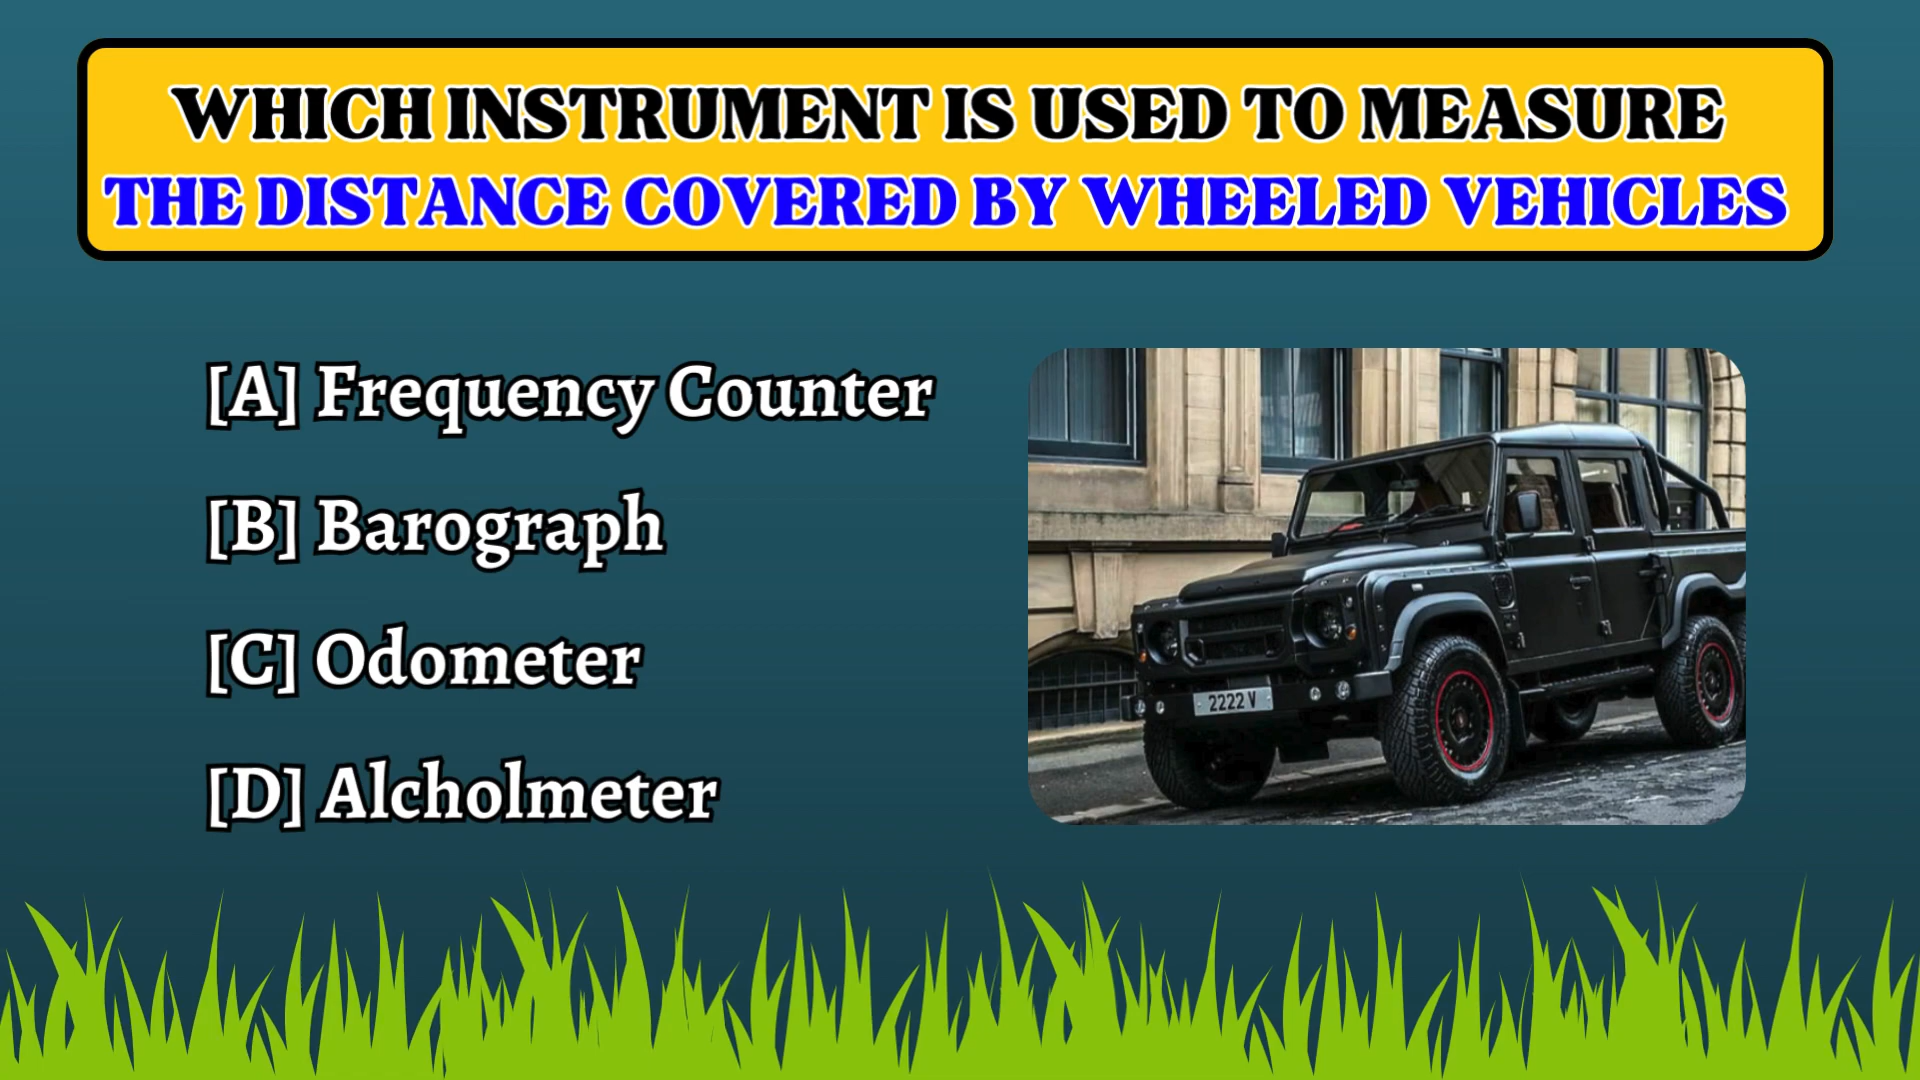 WHICH INSTRUMENT IS USED TO MEASURE
THE DISTANCE COVERED BY WHEELED VEHICLES
[A] Frequency Counter
[B] Barograph
[C] Odometer
[D] Alcholmeter
2222 V